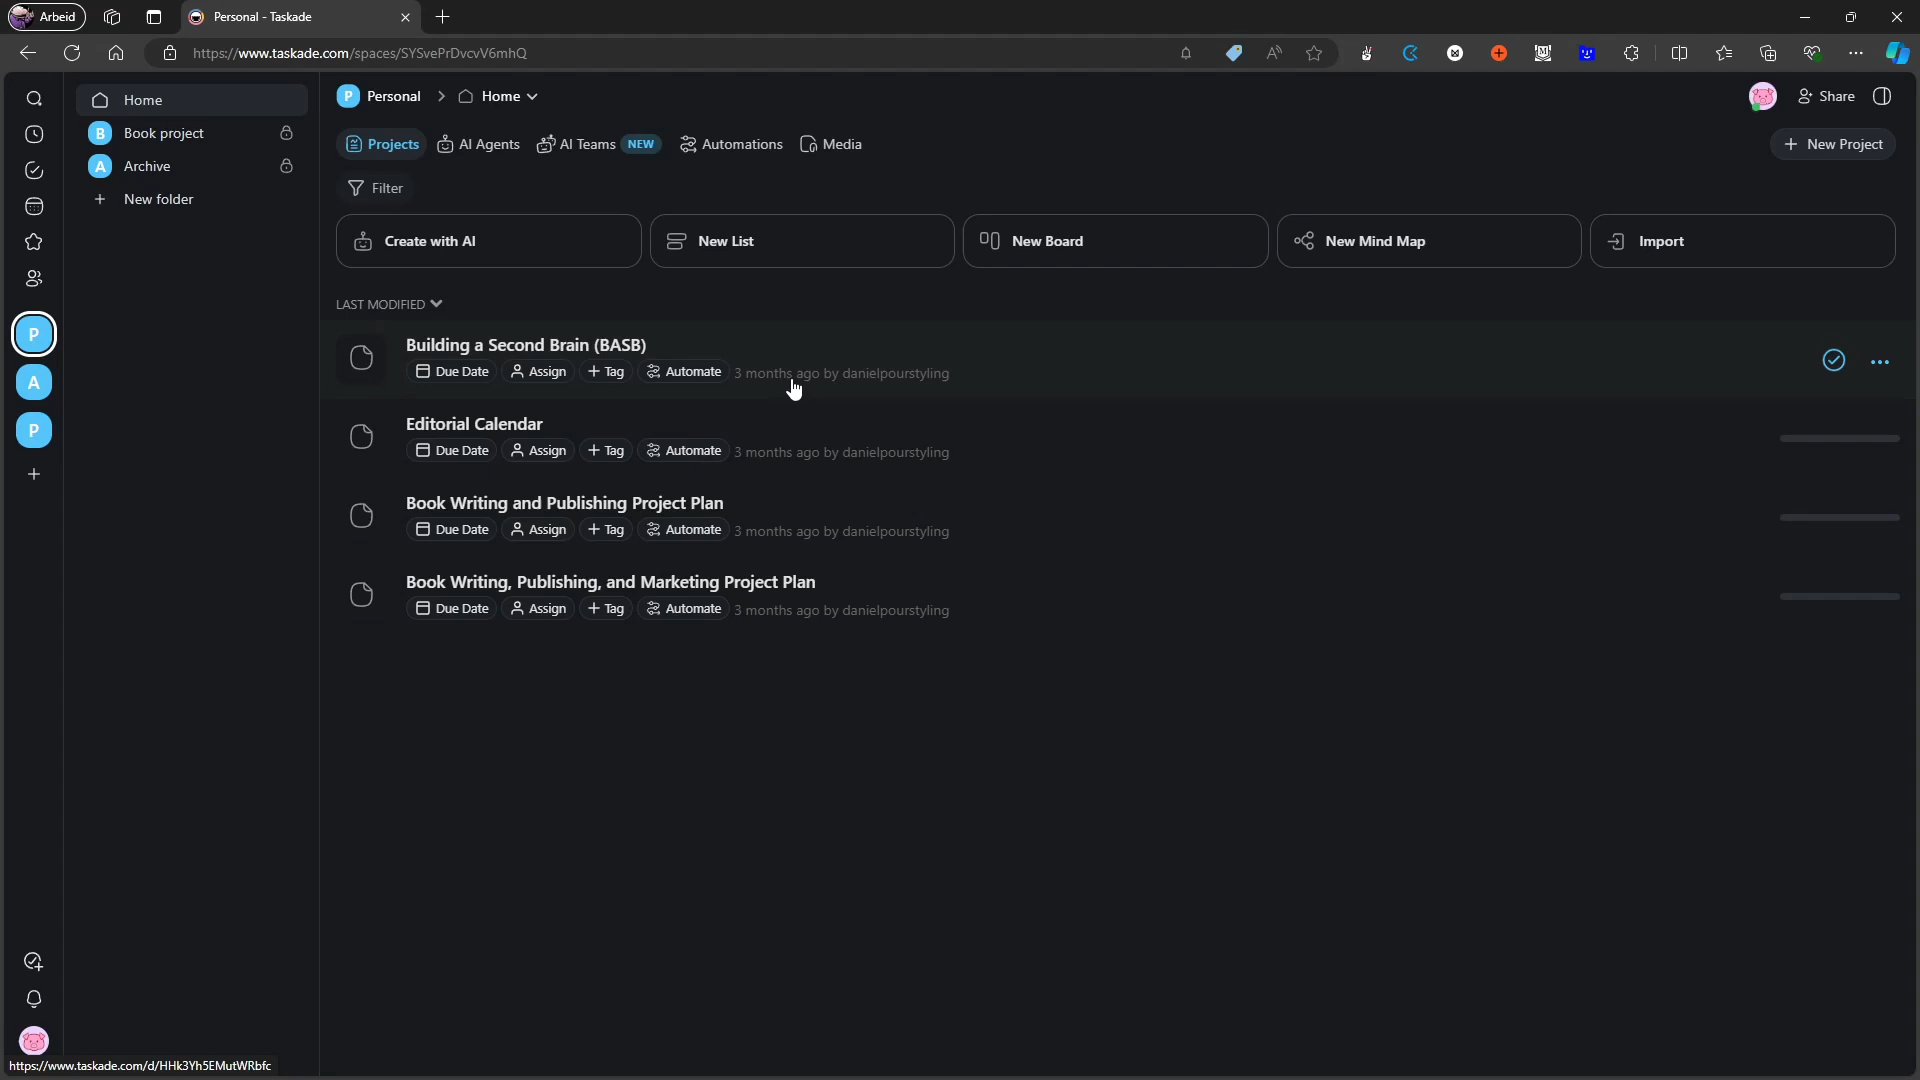 Arbeid
Personal - Taskade
https://www.taskade.com/spaces/SYSvePrDvcvV6mhQ
Home
B Book project
A Archive
+ New folder
P
A
P
P Personal > Home
Share
Projects
AI Agents
AI Teams NEW
Automations
Media
+ New Project
Filter
Create with AI
New List
New Board
New Mind Map
Import
LAST MODIFIED
Building a Second Brain (BASB)
Due Date Assign + Tag Automate 3 months ago by danielpourstyling
Editorial Calendar
Due Date Assign + Tag Automate 3 months ago by danielpourstyling
Book Writing and Publishing Project Plan
Due Date Assign + Tag Automate 3 months ago by danielpourstyling
Book Writing, Publishing, and Marketing Project Plan
Due Date Assign + Tag Automate 3 months ago by danielpourstyling
https://www.taskade.com/d/HHk3Yh5EMutWRbfc